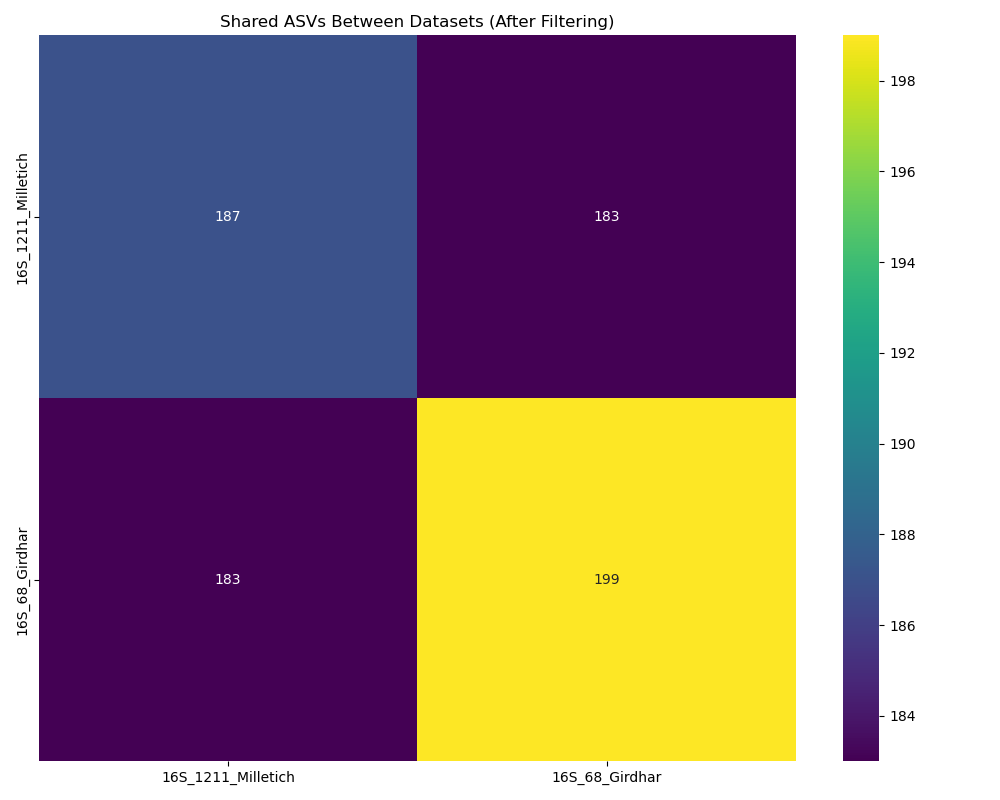 Shared ASVs Between Datasets (After Filtering)
16S_1211_Milletich
187
183
16S_68_Girdhar
183
199
16S_1211_Milletich
16S_68_Girdhar
198
196
194
192
190
188
186
184